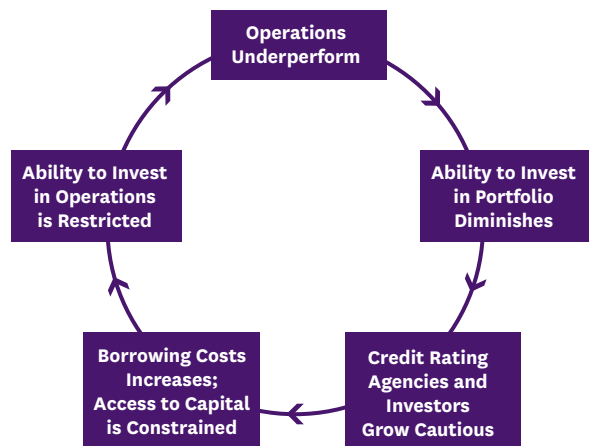 Operations
Underperform
Ability to Invest
in Portfolio
Diminishes
Credit Rating
Agencies and
Investors
Grow Cautious
Borrowing Costs
Increases;
Access to Capital
is Constrained
Ability to Invest
in Operations
is Restricted